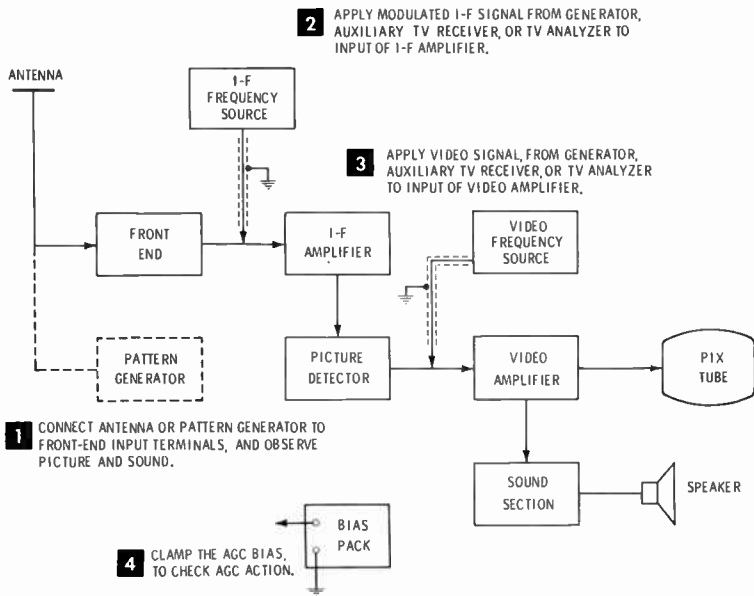 2 APPLY MODULATED I-F SIGNAL FROM GENERATOR,
AUXILIARY TV RECEIVER, OR TV ANALYZER TO
INPUT OF I-F AMPLIFIER.
ANTENNA
I-F
FREQUENCY
SOURCE
3 APPLY VIDEO SIGNAL, FROM GENERATOR,
AUXILIARY TV RECEIVER, OR TV ANALYZER
TO INPUT OF VIDEO AMPLIFIER.
FRONT
END
I-F
AMPLIFIER
VIDEO
FREQUENCY
SOURCE
PATTERN
GENERATOR
PICTURE
DETECTOR
VIDEO
AMPLIFIER
PIX
TUBE
1 CONNECT ANTENNA OR PATTERN GENERATOR TO
FRONT-END INPUT TERMINALS, AND OBSERVE
PICTURE AND SOUND.
SOUND
SECTION
SPEAKER
BIAS
PACK
4 CLAMP THE AGC BIAS,
TO CHECK AGC ACTION.